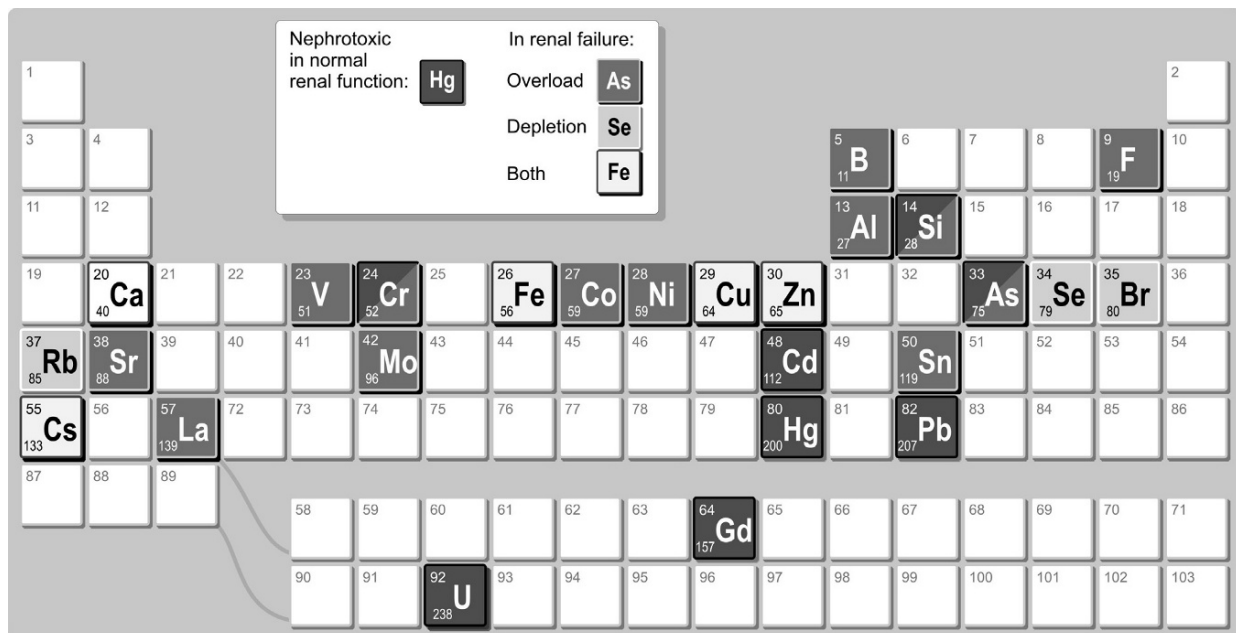 Nephrotoxic
in normal
renal function: Hg
In renal failure:
Overload As
Depletion Se
Both Fe
1 2
3 4 5 B 11 6 7 8 9 F 19 10
11 12 13 Al 27 14 Si 28 15 16 17 18
19 20 Ca 40 21 22 23 V 51 24 Cr 52 25 26 Fe 56 27 Co 59 28 Ni 59 29 Cu 64 30 Zn 65 31 32 33 As 75 34 Se 79 35 Br 80 36
37 Rb 85 38 Sr 88 39 40 41 42 Mo 96 43 44 45 46 47 48 Cd 112 49 50 Sn 119 51 52 53 54
55 Cs 133 56 57 La 139 72 73 74 75 76 77 78 79 80 Hg 200 81 82 Pb 207 83 84 85 86
87 88 89
58 59 60 61 62 63 64 Gd 157 65 66 67 68 69 70 71
90 91 92 U 238 93 94 95 96 97 98 99 100 101 102 103